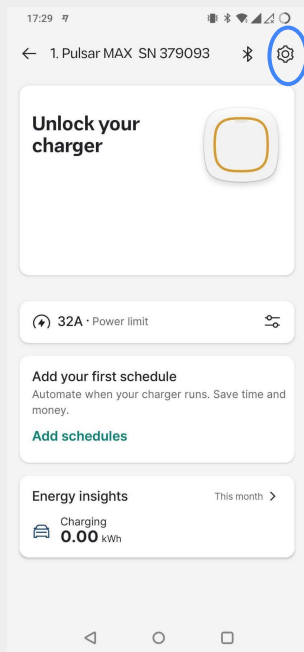 17:29
1. Pulsar MAX SN 379093
Unlock your
charger
32A · Power limit
Add your first schedule
Automate when your charger runs. Save time and
money.
Add schedules
Energy insights
This month
Charging
0.00 kWh